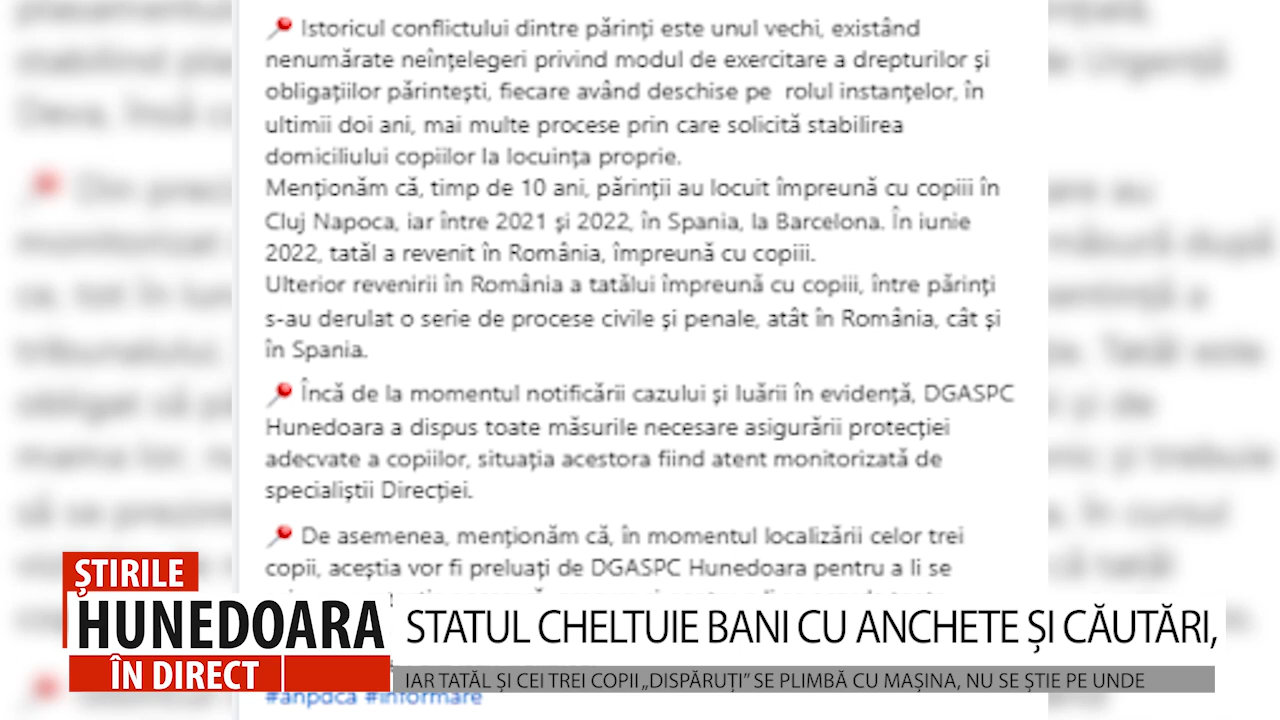 Istoricul conflictului dintre părinți este unul vechi, existând
nenumărate neînțelegeri privind modul de exercitare a drepturilor și
obligațiilor părintești, fiecare având deschise pe rolul instanțelor, în
ultimii doi ani, mai multe procese prin care solicită stabilirea
domiciliului copiilor la locuința proprie.
Menționăm că, timp de 10 ani, părinții au locuit împreună cu copiii în
Cluj Napoca, iar între 2021 și 2022, în Spania, la Barcelona. În iunie
2022, tatăl a revenit în România, împreună cu copiii.
Ulterior revenirii în România a tatălui împreună cu copiii, între părinți
s-au derulat o serie de procese civile și penale, atât în România, cât și
în Spania.
Încă de la momentul notificării cazului și luării în evidență, DGASPC
Hunedoara a dispus toate măsurile necesare asigurării protecției
adecvate a copiilor, situația acestora fiind atent monitorizată de
specialiștii Direcției.
De asemenea, menționăm că, în momentul localizării celor trei
copii, aceștia vor fi preluați de DGASPC Hunedoara pentru a li se
#anpdca #informare
ȘTIRILE
HUNEDOARA
ÎN DIRECT
STATUL CHELTUIE BANI CU ANCHETE ȘI CĂUTĂRI,
IAR TATĂL ȘI CEI TREI COPII „DISPĂRUȚI” SE PLIMBĂ CU MAȘINA, NU SE ȘTIE PE UNDE